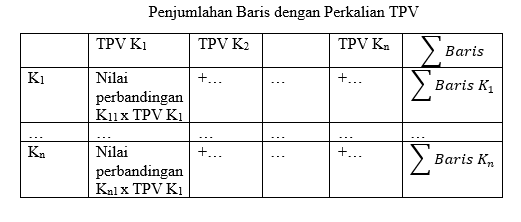 Penjumlahan Baris dengan Perkalian TPV
TPV K₁ TPV K₂ TPV Kₙ ∑ Baris
K₁ Nilai perbandingan K₁₁ x TPV K₁ +… … +… ∑ Baris K₁
… … … … … …
Kₙ Nilai perbandingan Kₙ₁ x TPV K₁ +… … +… ∑ Baris Kₙ